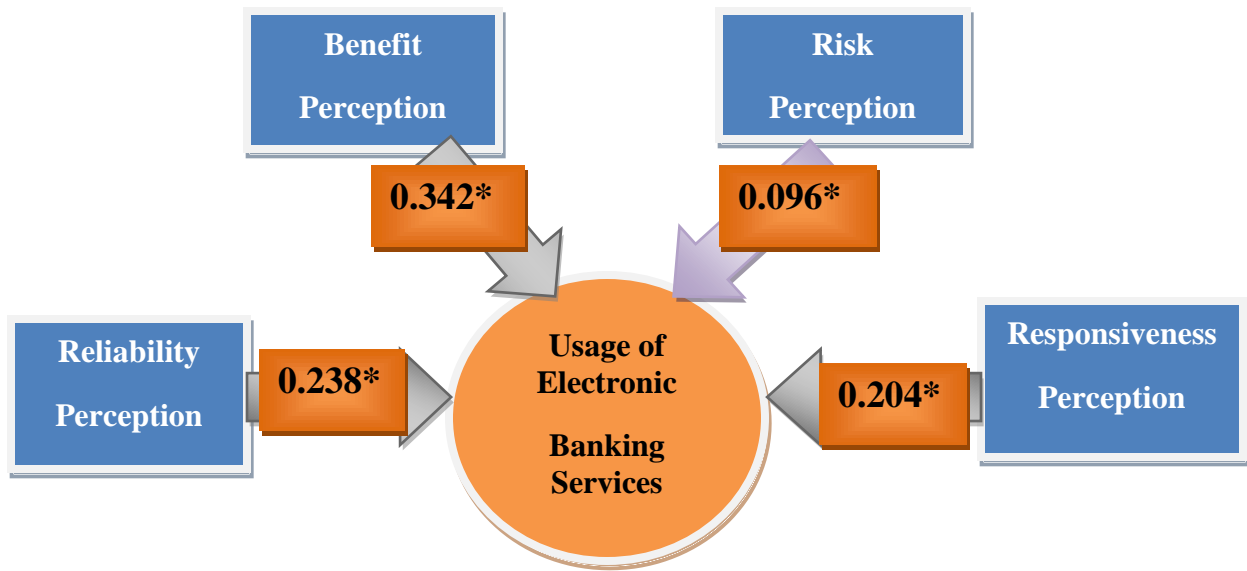 Benefit
Perception
Risk
Perception
0.342*
0.096*
Reliability
Perception
0.238*
Usage of
Electronic
Banking
Services
0.204*
Responsiveness
Perception